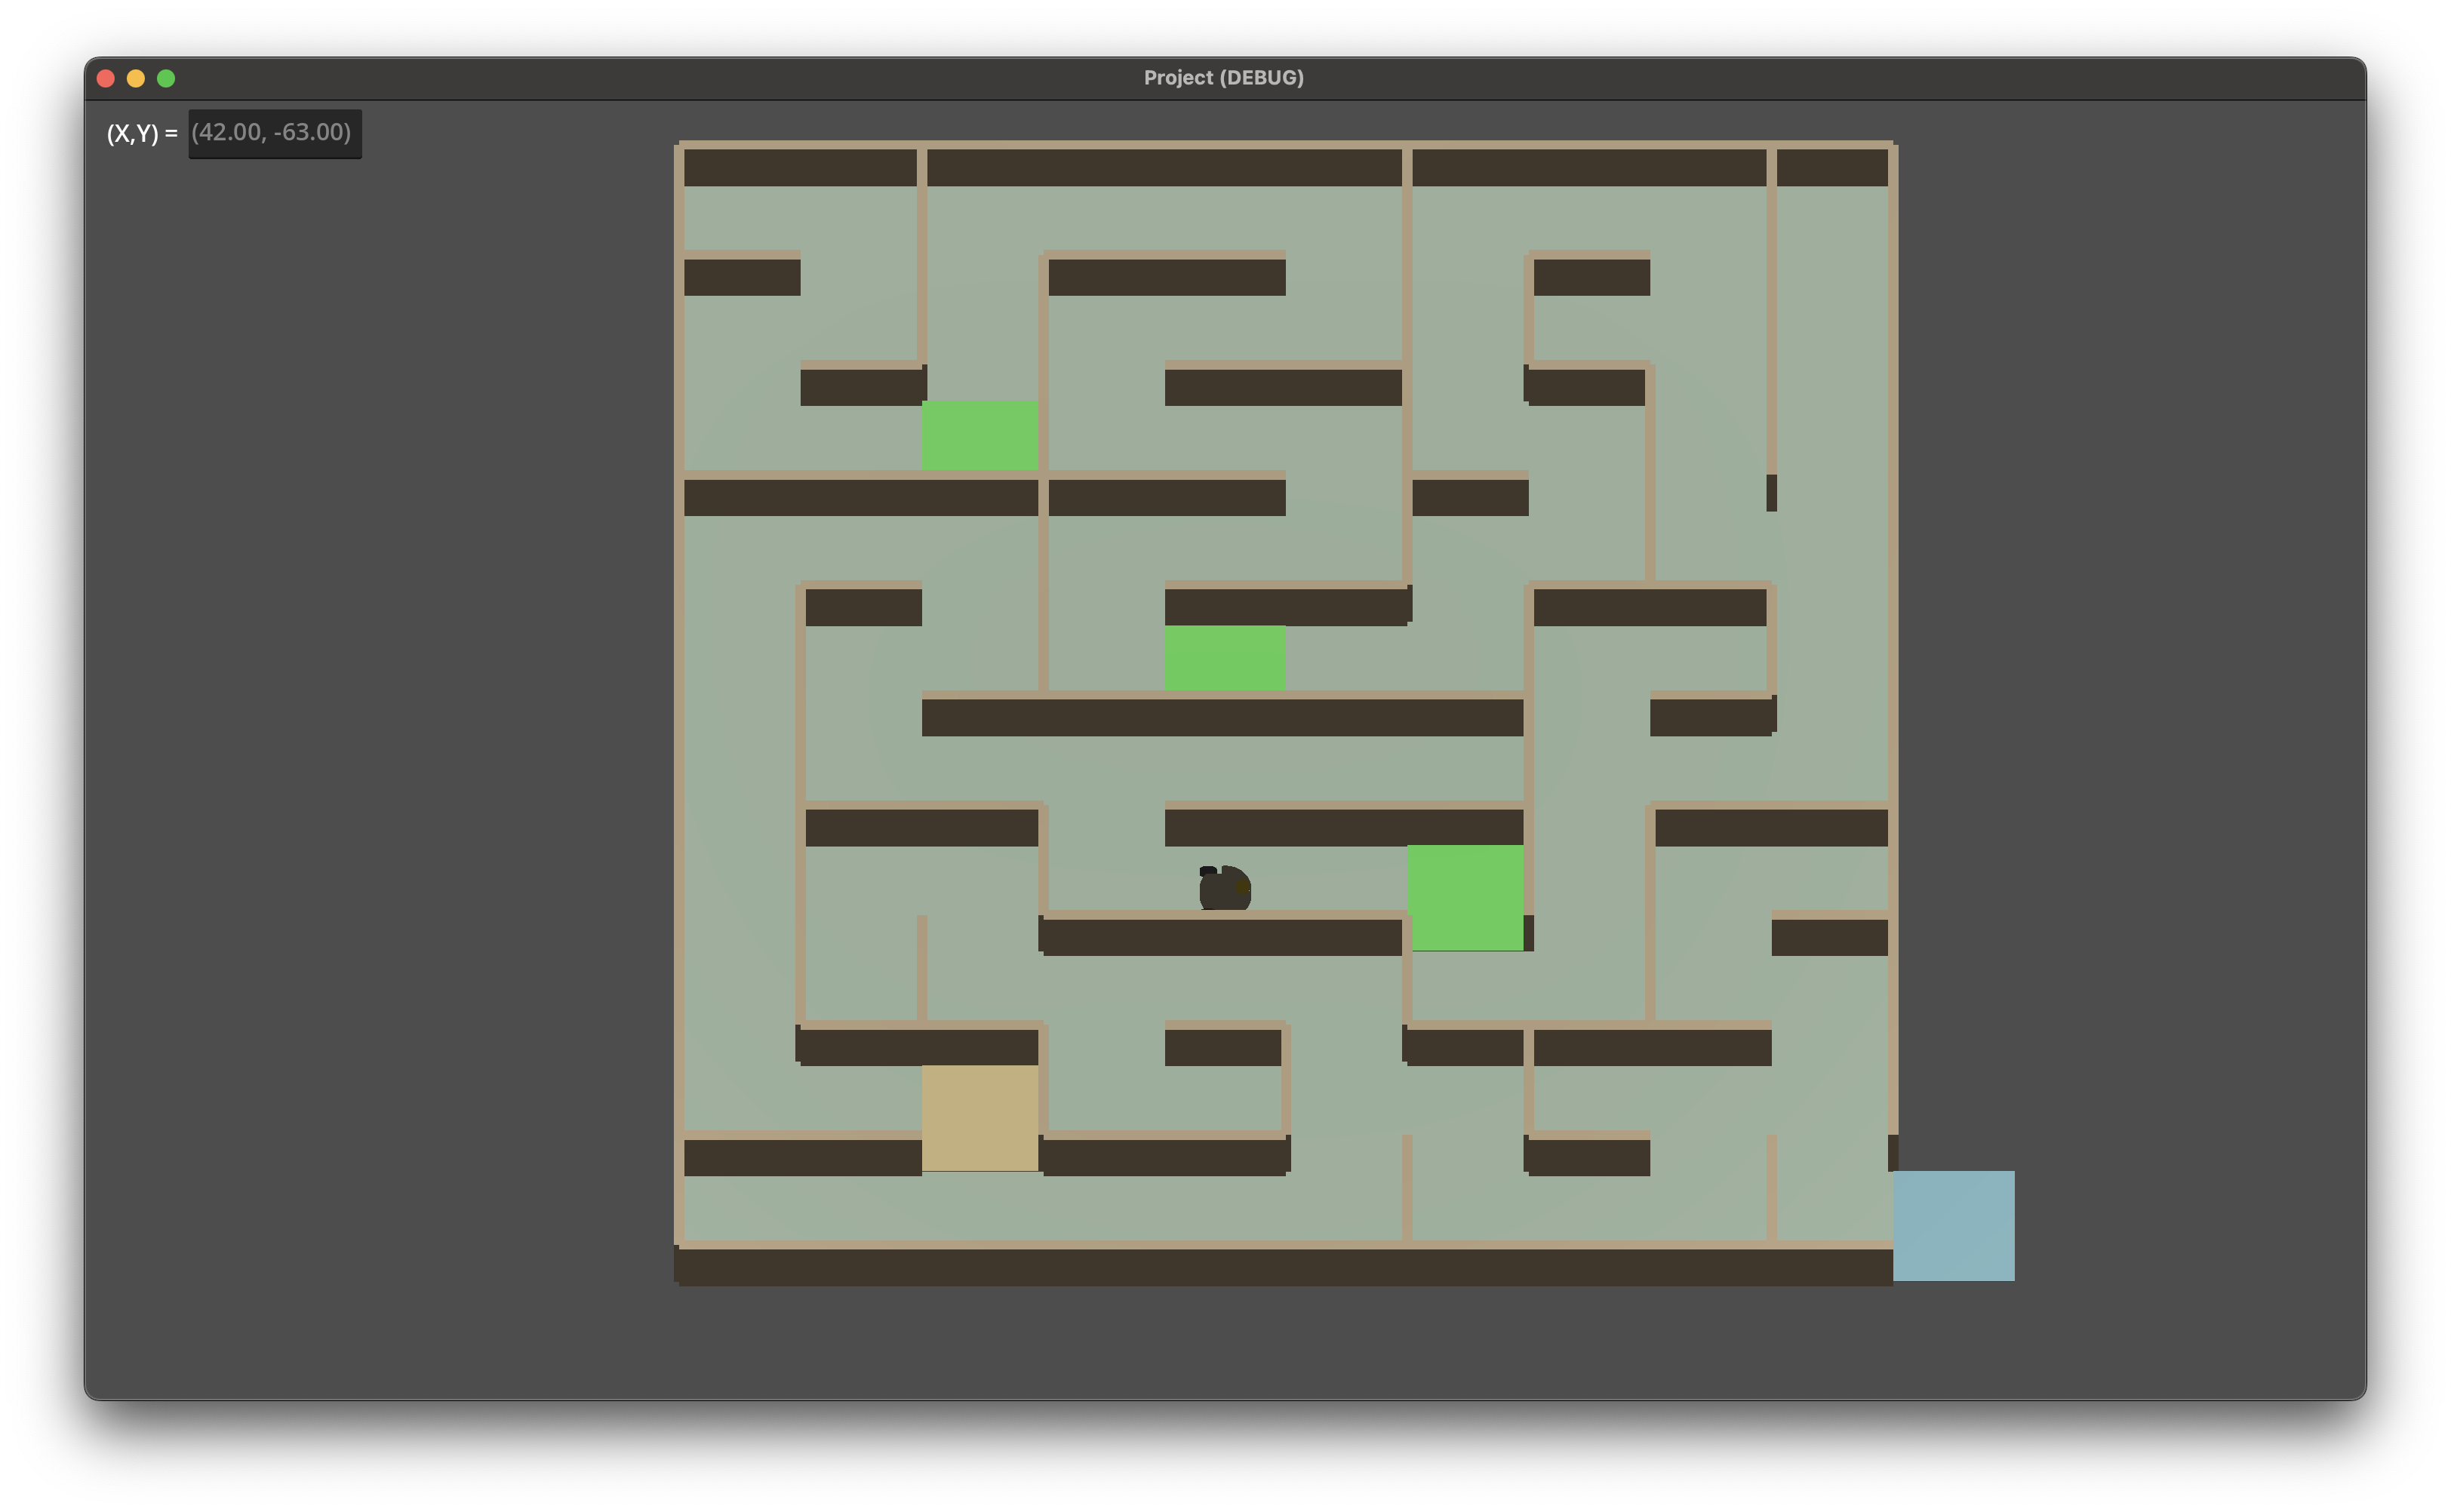 Project (DEBUG)
(X,Y) = (42.00, -63.00)